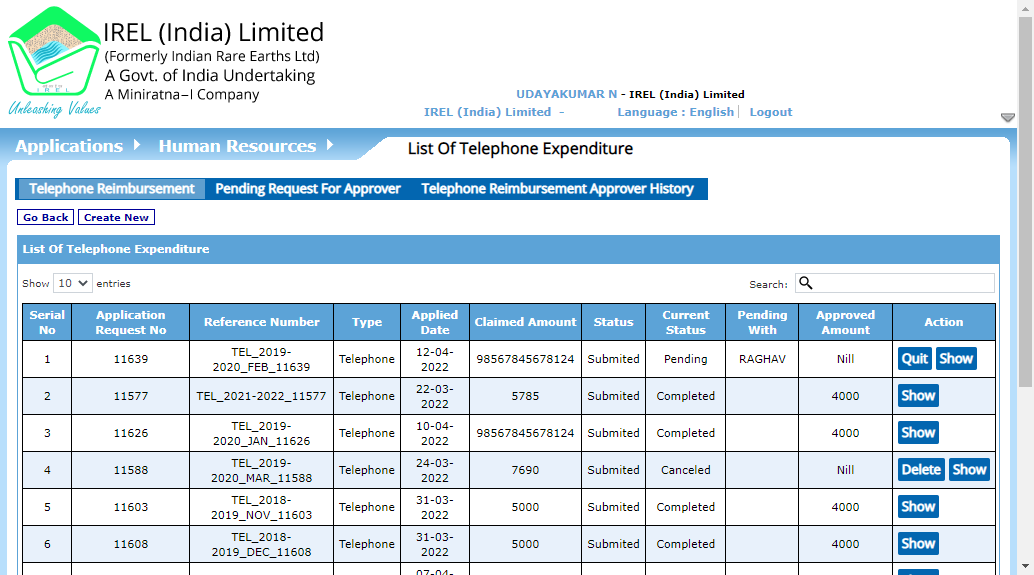 IREL (India) Limited
(Formerly Indian Rare Earths Ltd)
A Govt. of India Undertaking
A Miniratna–I Company
IREL
Unleashing Values
UDAYAKUMAR N - IREL (India) Limited
IREL (India) Limited - Language : English | Logout
Applications Human Resources List Of Telephone Expenditure
Telephone Reimbursement Pending Request For Approver Telephone Reimbursement Approver History
Go Back Create New
List Of Telephone Expenditure
Show 10 entries Search:
Serial No Application Request No Reference Number Type Applied Date Claimed Amount Status Current Status Pending With Approved Amount Action
1 11639 TEL_2019-2020_FEB_11639 Telephone 12-04-2022 98567845678124 Submited Pending RAGHAV Nill Quit Show
2 11577 TEL_2021-2022_11577 Telephone 22-03-2022 5785 Submited Completed 4000 Show
3 11626 TEL_2019-2020_JAN_11626 Telephone 10-04-2022 98567845678124 Submited Completed 4000 Show
4 11588 TEL_2019-2020_MAR_11588 Telephone 24-03-2022 7690 Submited Canceled Nill Delete Show
5 11603 TEL_2018-2019_NOV_11603 Telephone 31-03-2022 5000 Submited Completed 4000 Show
6 11608 TEL_2018-2019_DEC_11608 Telephone 31-03-2022 5000 Submited Completed 4000 Show
07-04-